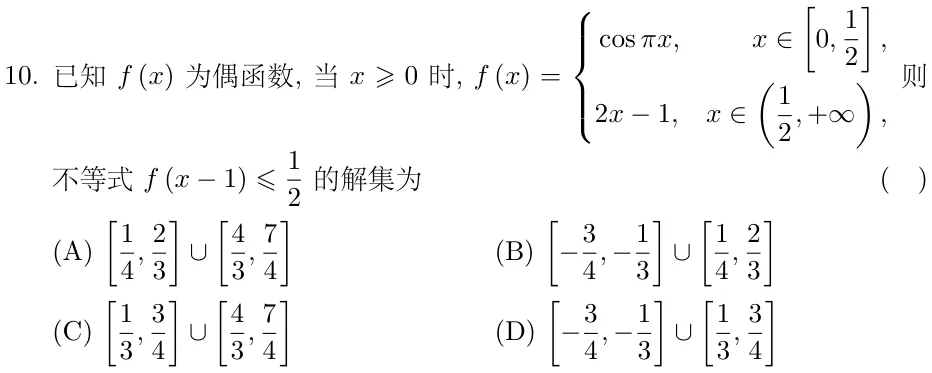 10. 已知 f(x) 为偶函数, 当 x ⩾ 0 时, f(x) = { cos πx, x ∈ [0, 1/2], 2x − 1, x ∈ (1/2, +∞), 则
不等式 f(x − 1) ⩽ 1/2 的解集为 ( )
(A) [1/4, 2/3] ∪ [4/3, 7/4] (B) [−3/4, −1/3] ∪ [1/4, 2/3]
(C) [1/3, 3/4] ∪ [4/3, 7/4] (D) [−3/4, −1/3] ∪ [1/3, 3/4]